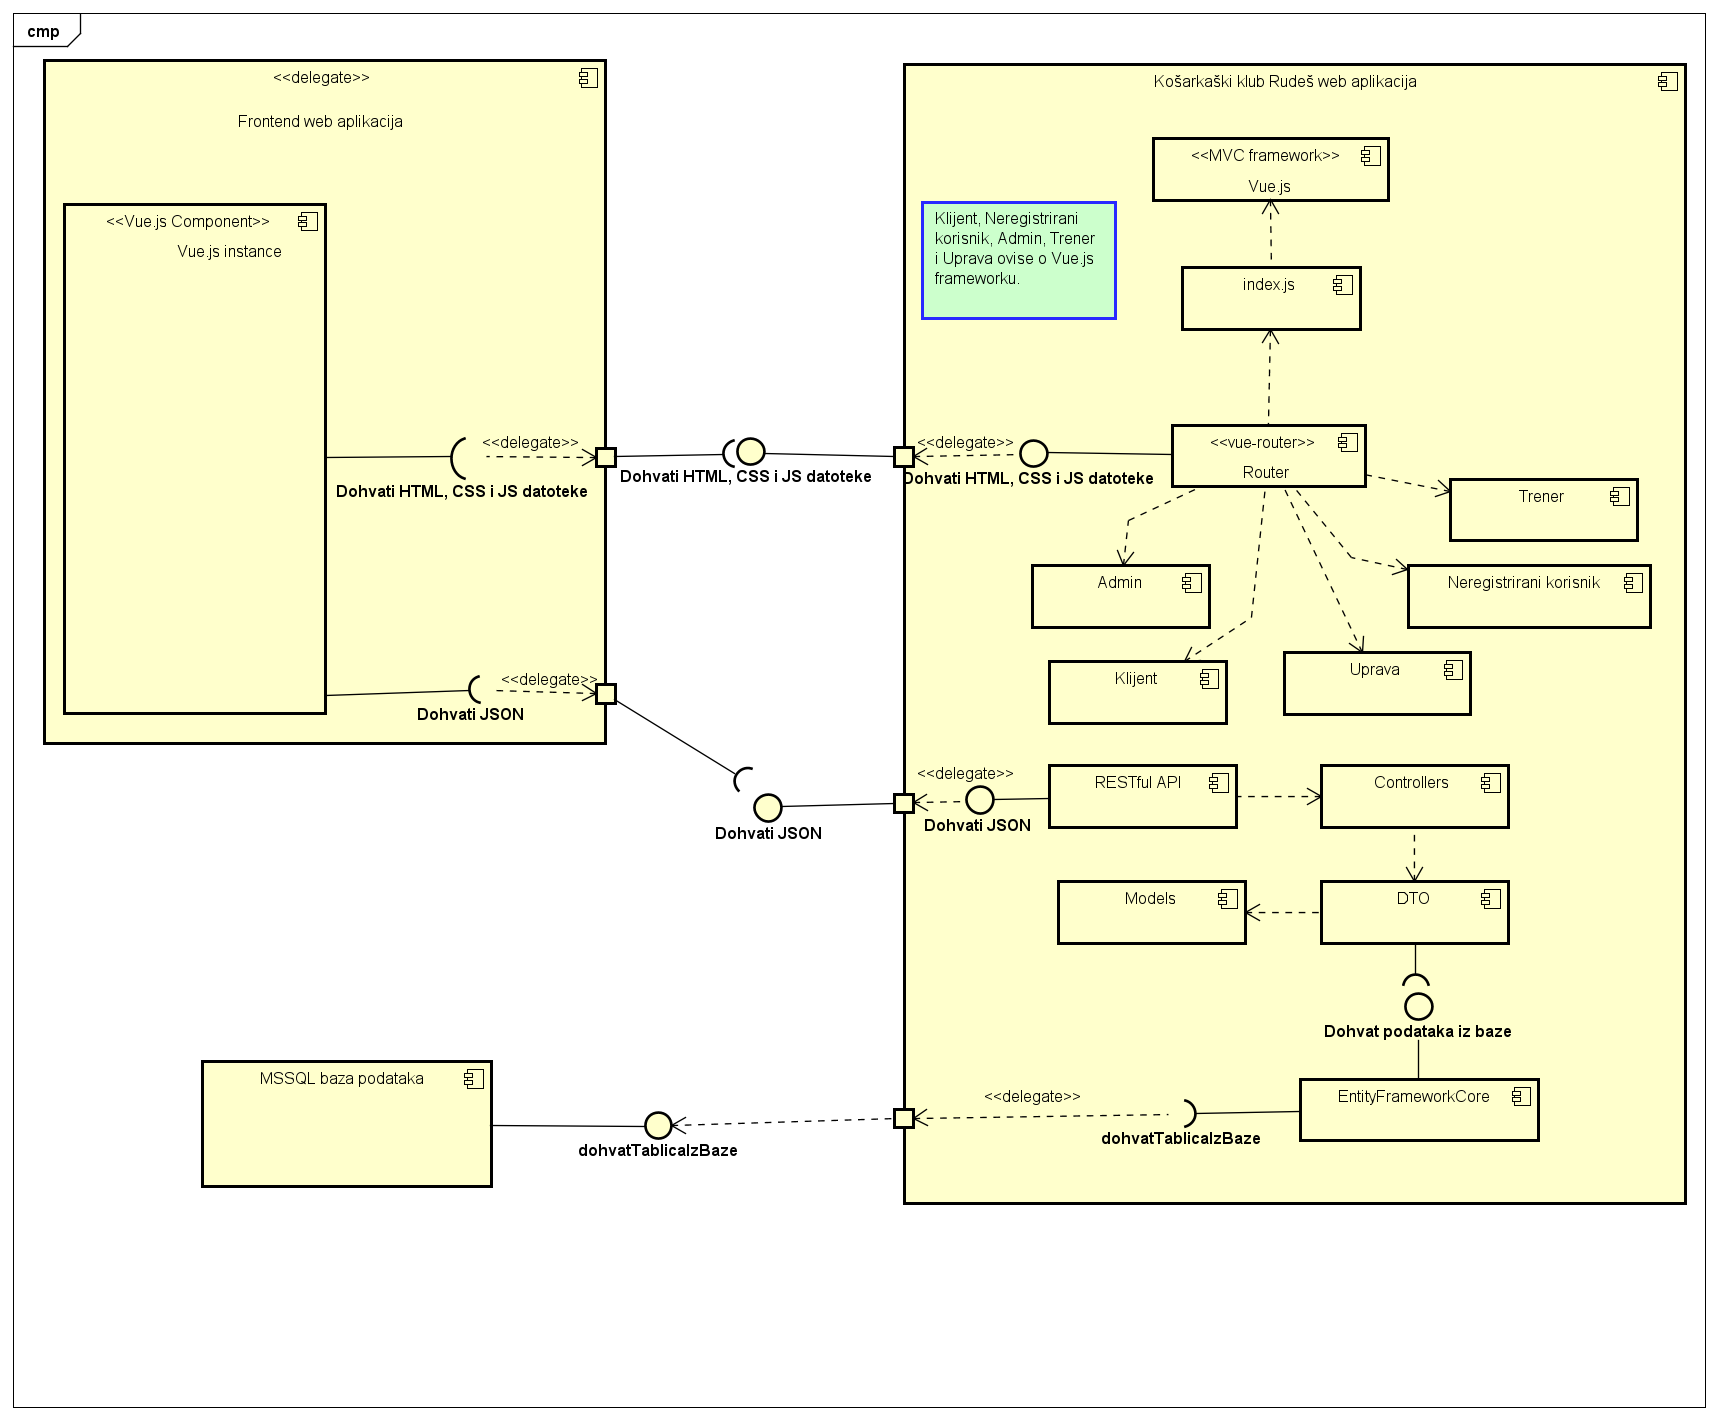 cmp
<<delegate>>
Frontend web aplikacija
<<Vue.js Component>>
Vue.js instance
<<delegate>>
Dohvati HTML, CSS i JS datoteke
<<delegate>>
Dohvati JSON
Dohvati HTML, CSS i JS datoteke
Dohvati JSON
Košarkaški klub Rudeš web aplikacija
<<MVC framework>>
Vue.js
Klijent, Neregistrirani
korisnik, Admin, Trener
i Uprava ovise o Vue.js
frameworku.
index.js
<<delegate>>
Dohvati HTML, CSS i JS datoteke
<<vue-router>>
Router
Trener
Admin
Neregistrirani korisnik
Klijent
Uprava
<<delegate>>
Dohvati JSON
RESTful API
Controllers
Models
DTO
Dohvat podataka iz baze
MSSQL baza podataka
dohvatTablicaIzBaze
<<delegate>>
dohvatTablicaIzBaze
EntityFrameworkCore